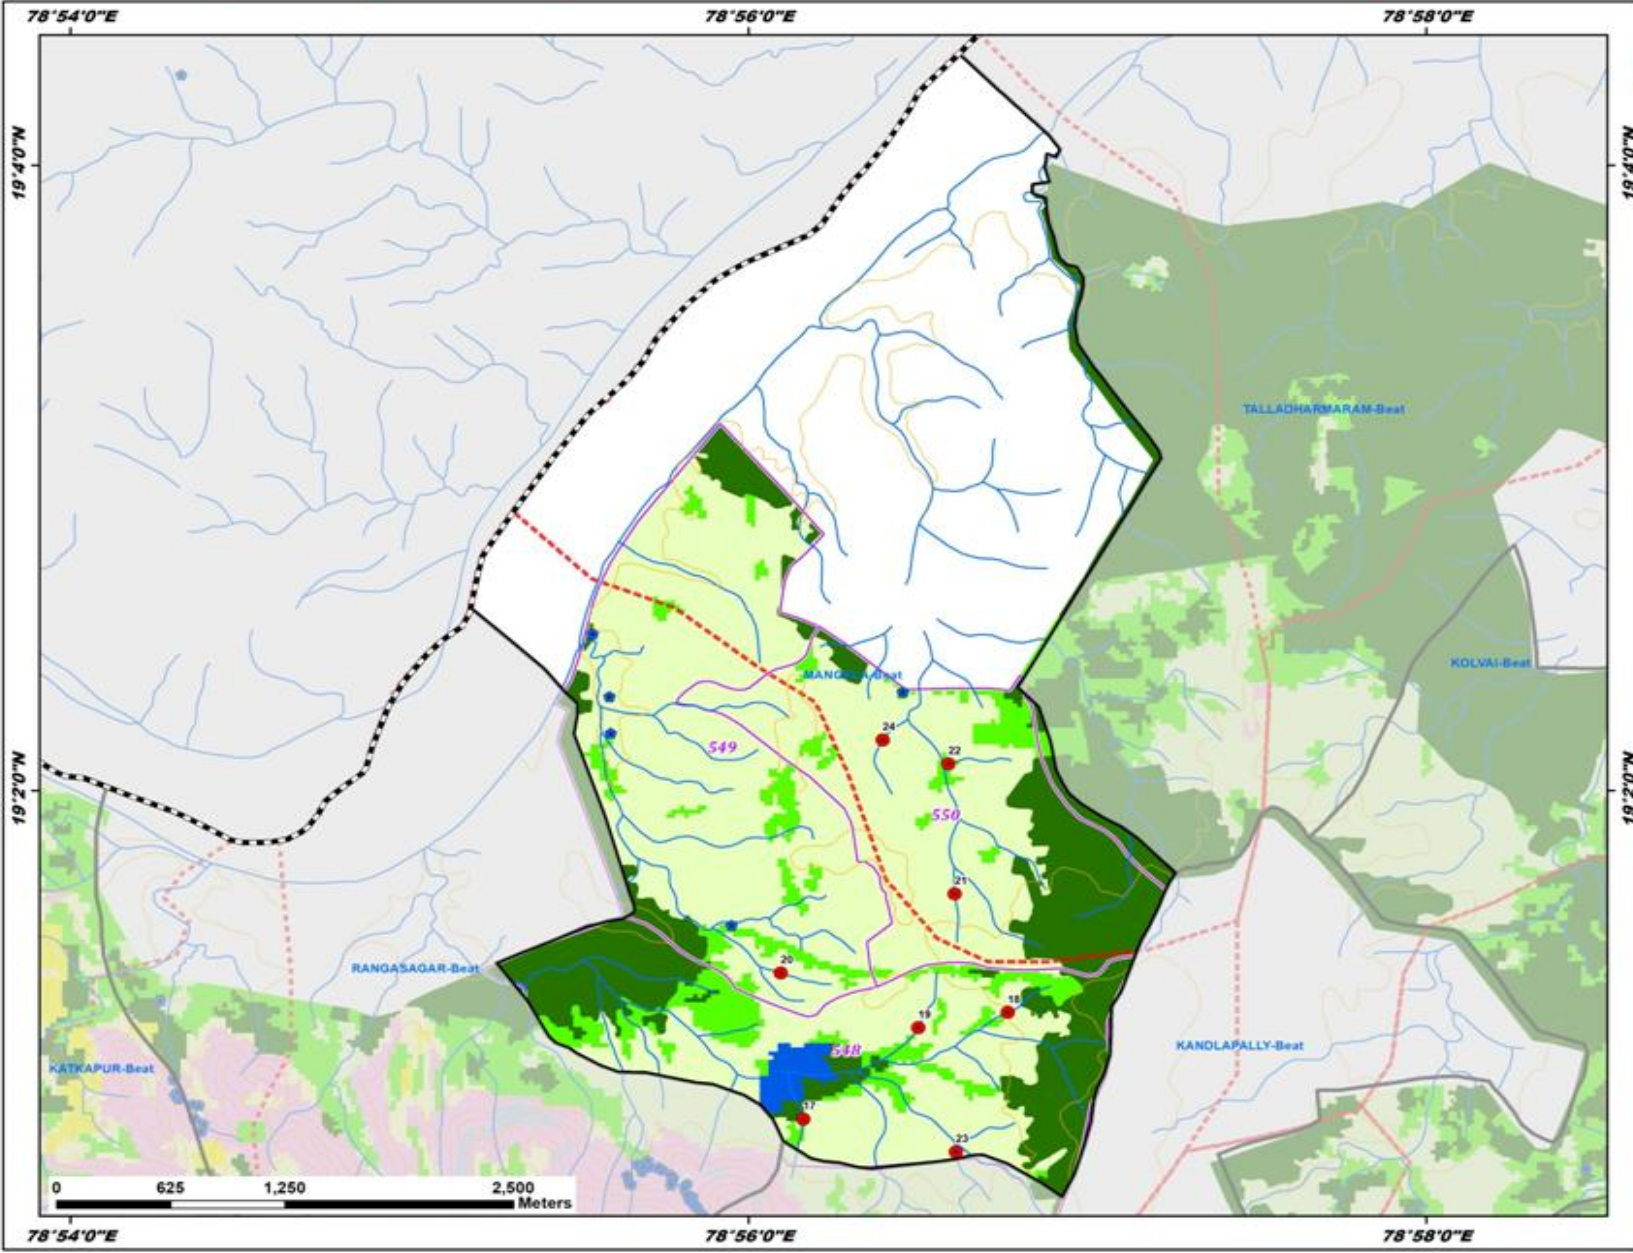 78°54'0"E 78°56'0"E 78°58'0"E
19°4'0"N 19°4'0"N
TALLADHARMARAM-Beat
KOLVAI-Beat
24
549
22
19°2'0"N 19°2'0"N
550
21
RANGASAGAR-Beat
20
18
19
548
KANDLAPALLY-Beat
KATKAPUR-Beat
17
23
0 625 1,250 2,500
Meters
78°54'0"E 78°56'0"E 78°58'0"E